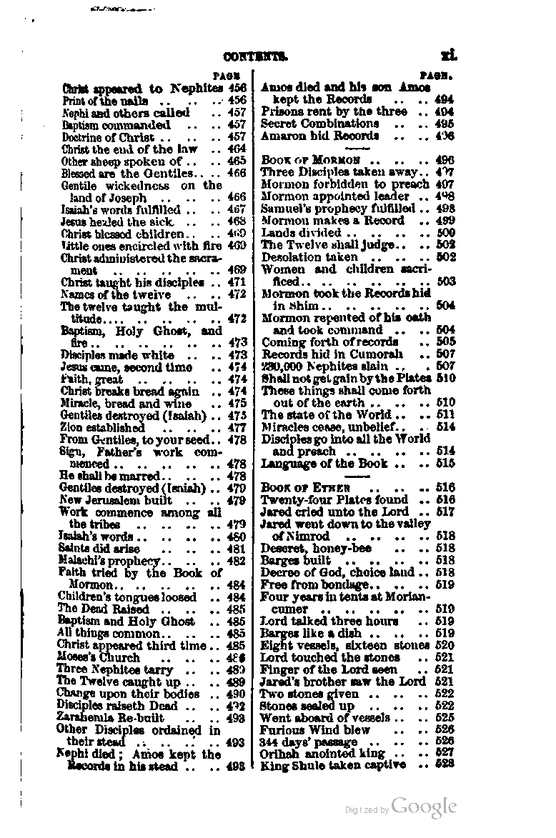 CONTENTS. xi.
PAGE
Christ appeared to Nephites 456
Print of the nails .. .. .. 456
Nephi and others called .. 457
Baptism commanded .. .. 457
Doctrine of Christ .. .. .. 457
Christ the end of the law .. 464
Other sheep spoken of .. .. 465
Blessed are the Gentiles.. .. 466
Gentile wickedness on the
land of Joseph .. .. .. 466
Isaiah's words fulfilled .. .. 467
Jesus healed the sick .. .. 468
Christ blessed children.. .. 469
Little ones encircled with fire 469
Christ administered the sacra-
ment .. .. .. .. .. 469
Christ taught his disciples .. 471
Names of the twelve .. .. 472
The twelve taught the mul-
titude.. .. .. .. .. .. 472
Baptism, Holy Ghost, and
fire .. .. .. .. .. .. 473
Disciples made white .. .. 473
Jesus came, second time .. 474
Faith, great .. .. .. .. 474
Christ breaks bread again .. 474
Miracle, bread and wine .. 475
Gentiles destroyed (Isaiah) .. 475
Zion established .. .. .. 477
From Gentiles, to your seed.. 478
Sign, Father's work com-
menced .. .. .. .. .. 478
He shall be marred.. .. .. 478
Gentiles destroyed (Isaiah) .. 479
New Jerusalem built .. .. 479
Work commence among all
the tribes .. .. .. .. 479
Isaiah's words .. .. .. .. 480
Saints did arise .. .. .. 481
Malachi's prophecy.. .. .. 482
Faith tried by the Book of
Mormon.. .. .. .. .. 484
Children's tongues loosed .. 484
The Dead Raised .. .. .. 485
Baptism and Holy Ghost .. 485
All things common.. .. .. 485
Christ appeared third time .. 485
Moses's Church .. .. .. 486
Three Nephites tarry .. .. 489
The Twelve caught up .. .. 489
Change upon their bodies .. 490
Disciples raiseth Dead .. .. 492
Zarahemla Re-built .. .. 493
Other Disciples ordained in
their stead .. .. .. .. 493
Nephi died; Amos kept the
Records in his stead .. .. 493
PAGE.
Amos died and his son Amos
kept the Records .. .. 494
Prisons rent by the three .. 494
Secret Combinations .. .. 495
Amaron hid Records .. .. 496
BOOK OF MORMON .. .. .. 496
Three Disciples taken away.. 497
Mormon forbidden to preach 497
Mormon appointed leader .. 498
Samuel's prophecy fulfilled .. 498
Mormon makes a Record .. 499
Lands divided .. .. .. .. 500
The Twelve shall judge.. .. 502
Desolation taken .. .. .. 502
Women and children sacri-
ficed.. .. .. .. .. .. 503
Mormon took the Records hid
in Shim .. .. .. .. .. 504
Mormon repented of his oath
and took command .. .. 504
Coming forth of records .. 505
Records hid in Cumorah .. 507
230,000 Nephites slain .. . 507
Shall not get gain by the Plates 510
These things shall come forth
out of the earth .. .. .. 510
The state of the World .. .. 511
Miracles cease, unbelief.. . 514
Disciples go into all the World
and preach .. .. .. .. 514
Language of the Book .. .. 515
BOOK OF ETHER .. .. .. 516
Twenty-four Plates found .. 516
Jared cried unto the Lord .. 517
Jared went down to the valley
of Nimrod .. .. .. .. 518
Deseret, honey-bee .. .. 518
Barges built .. .. .. .. 518
Decree of God, choice land .. 518
Free from bondage.. .. .. 519
Four years in tents at Morian-
cumer .. .. .. .. .. 519
Lord talked three hours .. 519
Barges like a dish .. .. .. 519
Eight vessels, sixteen stones 520
Lord touched the stones .. 521
Finger of the Lord seen .. 521
Jared's brother saw the Lord 521
Two stones given .. .. .. 522
Stones sealed up .. .. .. 522
Went aboard of vessels .. .. 525
Furious Wind blew .. .. 526
344 days' passage .. .. .. 526
Orihah anointed king .. .. 527
King Shule taken captive .. 528
Digitized by Google